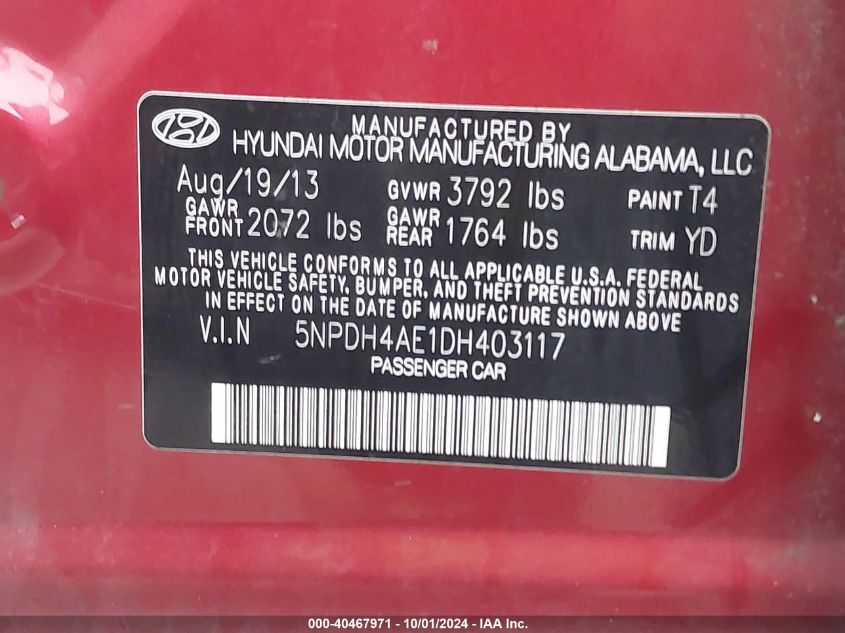 MANUFACTURED BY
HYUNDAI MOTOR MANUFACTURING ALABAMA, LLC
Aug/19/13 GVWR 3792 lbs PAINT T4
GAWR FRONT 2072 lbs GAWR REAR 1764 lbs TRIM YD
THIS VEHICLE CONFORMS TO ALL APPLICABLE U.S.A. FEDERAL
MOTOR VEHICLE SAFETY, BUMPER, AND THEFT PREVENTION STANDARDS
IN EFFECT ON THE DATE OF MANUFACTURE SHOWN ABOVE
V.I.N 5NPDH4AE1DH403117
PASSENGER CAR
000-40467971 - 10/01/2024 - IAA Inc.